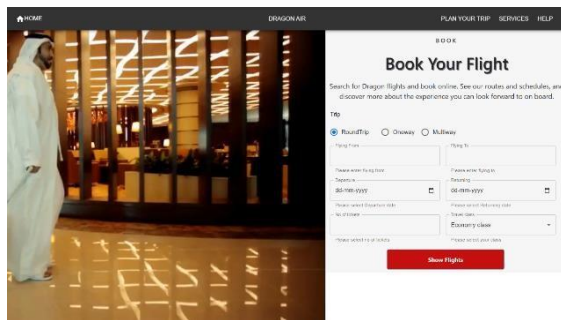 HOME
DRAGON AIR
PLAN YOUR TRIP SERVICES HELP
BOOK
Book Your Flight
Search for Dragon flights and book online. See our routes and schedules, and
discover more about the experience you can look forward to on board.
Trip
RoundTrip Oneway Multiway
Flying From Flying To
Please enter flying from Please enter flying to
Departure Returning
dd-mm-yyyy dd-mm-yyyy
Please select Departure date Please select Returning date
Travel class
Economy class
Please select your class
Show Flights